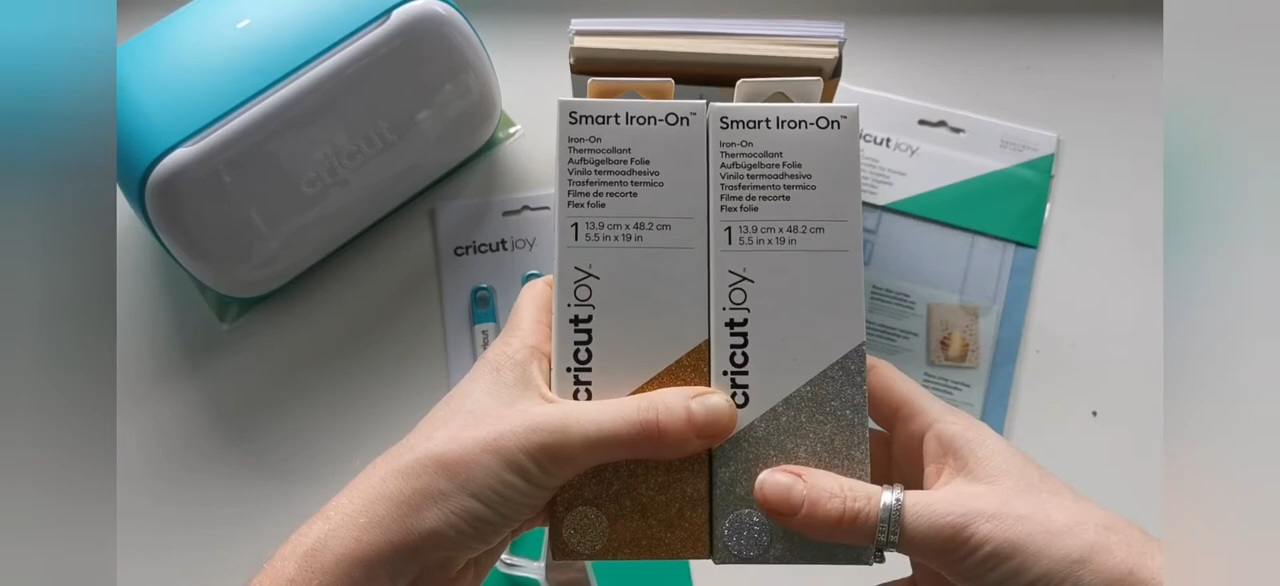 cricut
Smart Iron-On™
Iron-On
Thermocollant
Aufbügelbare Folie
Vinilo termoadhesivo
Trasferimento termico
Filme de recorte
Flex folie
1 13.9 cm x 48.2 cm
5.5 in x 19 in
cricut joy™
Smart Iron-On™
Iron-On
Thermocollant
Aufbügelbare Folie
Vinilo termoadhesivo
Trasferimento termico
Filme de recorte
Flex folie
1 13.9 cm x 48.2 cm
5.5 in x 19 in
cricut joy™
cricut joy
cricut
joy